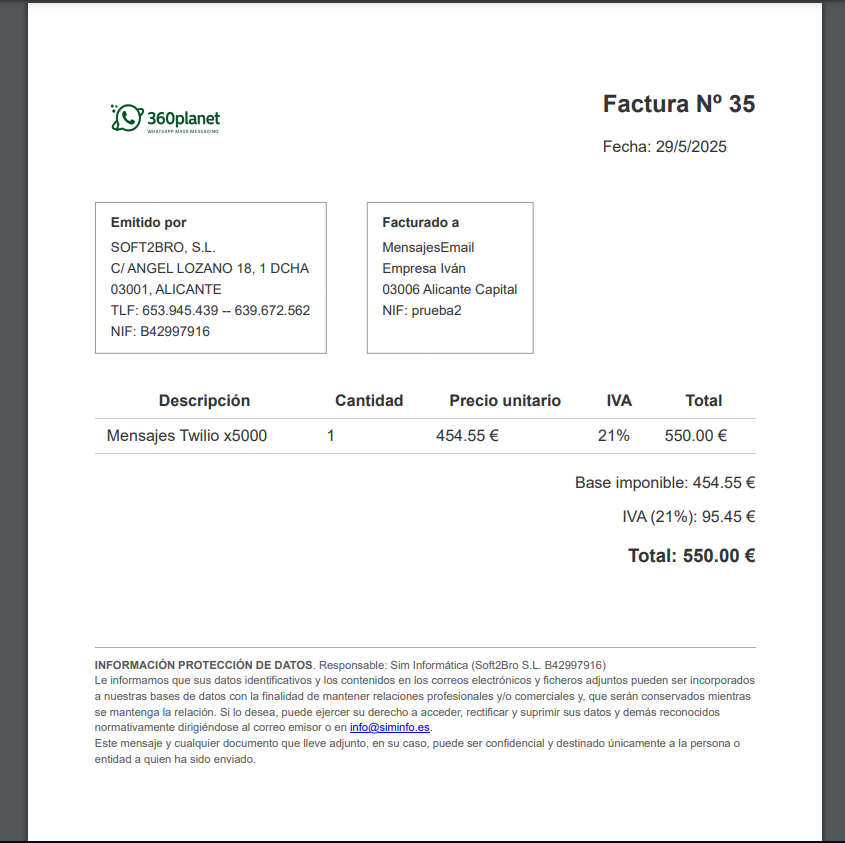 360planet
WHATSAPP MASS MESSAGING
Factura Nº 35
Fecha: 29/5/2025
Emitido por
SOFT2BRO, S.L.
C/ ANGEL LOZANO 18, 1 DCHA
03001, ALICANTE
TLF: 653.945.439 -- 639.672.562
NIF: B42997916
Facturado a
MensajesEmail
Empresa Iván
03006 Alicante Capital
NIF: prueba2
Descripción Cantidad Precio unitario IVA Total
Mensajes Twilio x5000 1 454.55 € 21% 550.00 €
Base imponible: 454.55 €
IVA (21%): 95.45 €
Total: 550.00 €
INFORMACIÓN PROTECCIÓN DE DATOS. Responsable: Sim Informática (Soft2Bro S.L. B42997916)
Le informamos que sus datos identificativos y los contenidos en los correos electrónicos y ficheros adjuntos pueden ser incorporados
a nuestras bases de datos con la finalidad de mantener relaciones profesionales y/o comerciales y, que serán conservados mientras
se mantenga la relación. Si lo desea, puede ejercer su derecho a acceder, rectificar y suprimir sus datos y demás reconocidos
normativamente dirigiéndose al correo emisor o en info@siminfo.es.
Este mensaje y cualquier documento que lleve adjunto, en su caso, puede ser confidencial y destinado únicamente a la persona o
entidad a quien ha sido enviado.